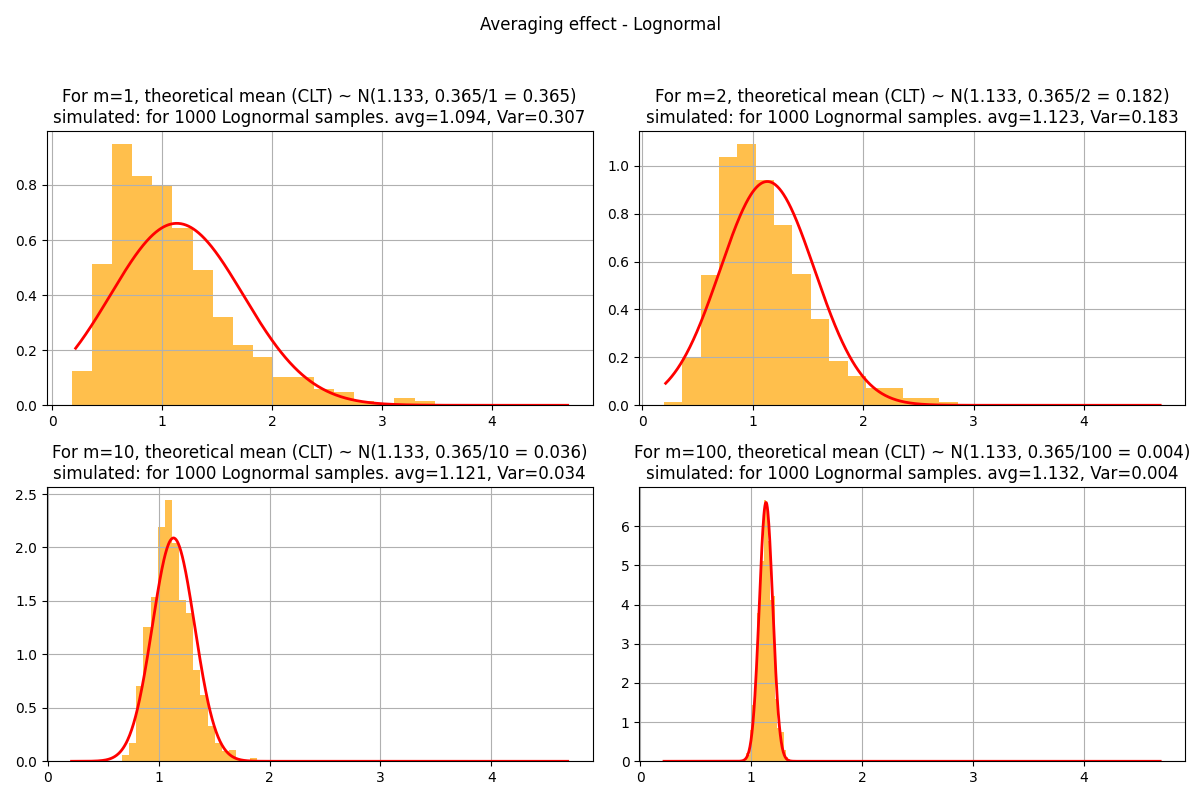 Averaging effect - Lognormal
For m=1, theoretical mean (CLT) ~ N(1.133, 0.365/1 = 0.365)
simulated: for 1000 Lognormal samples. avg=1.094, Var=0.307
0.8
0.6
0.4
0.2
0.0
0 1 2 3 4
For m=2, theoretical mean (CLT) ~ N(1.133, 0.365/2 = 0.182)
simulated: for 1000 Lognormal samples. avg=1.123, Var=0.183
1.0
0.8
0.6
0.4
0.2
0.0
0 1 2 3 4
For m=10, theoretical mean (CLT) ~ N(1.133, 0.365/10 = 0.036)
simulated: for 1000 Lognormal samples. avg=1.121, Var=0.034
2.5
2.0
1.5
1.0
0.5
0.0
0 1 2 3 4
For m=100, theoretical mean (CLT) ~ N(1.133, 0.365/100 = 0.004)
simulated: for 1000 Lognormal samples. avg=1.132, Var=0.004
6
5
4
3
2
1
0
0 1 2 3 4